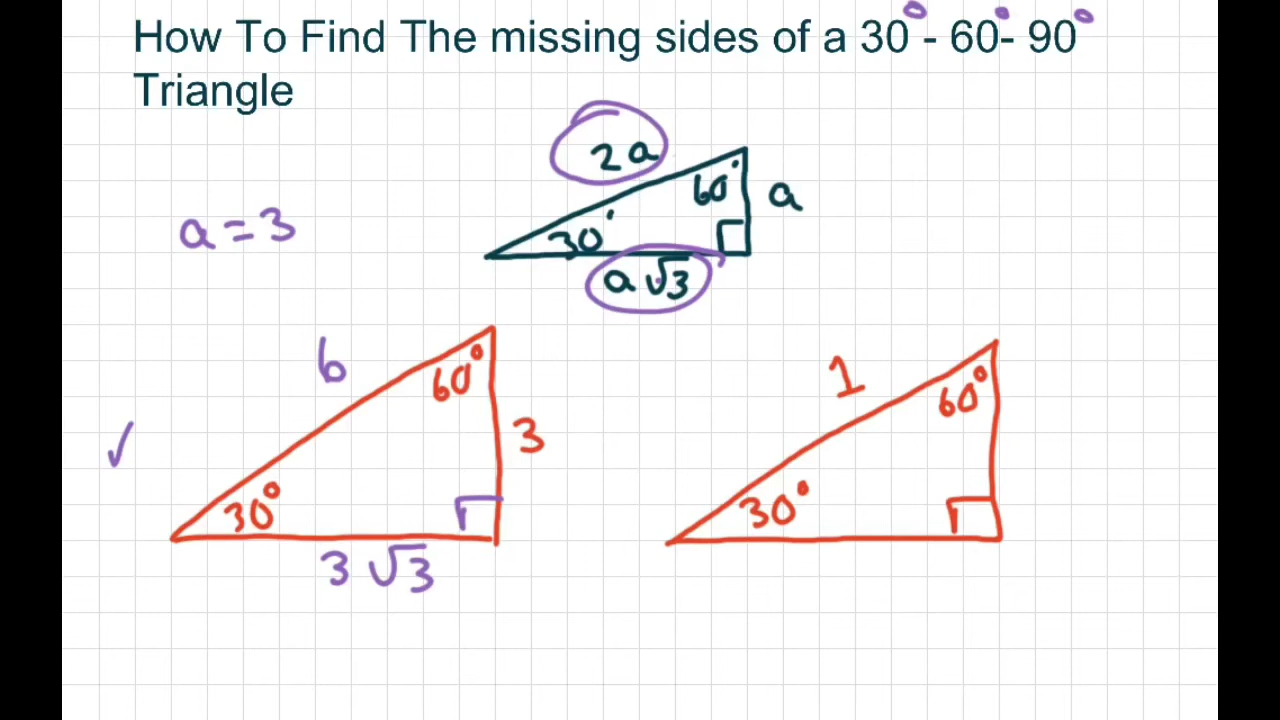 How To Find The missing sides of a 30° - 60° - 90°
Triangle
2a
60°
a
a = 3
30°
a √3
6
60°
3
30°
3 √3
1
60°
30°